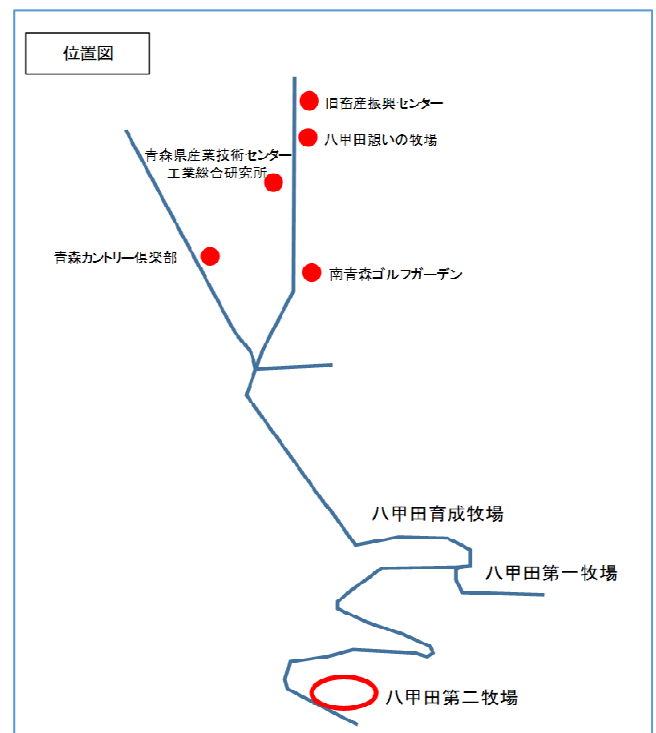 位置図
旧畜産振興センター
八甲田憩いの牧場
青森県産業技術センター
工業総合研究所
青森カントリー倶楽部
南青森ゴルフガーデン
八甲田育成牧場
八甲田第一牧場
八甲田第二牧場